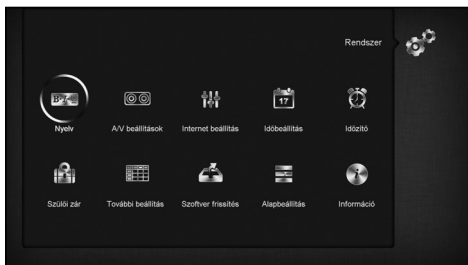 Rendszer
Nyelv
A/V beállítások
Internet beállítás
Időbeállítás
17
Időzítő
Szülői zár
További beállítás
Szoftver frissítés
Alapbeállítás
Információ